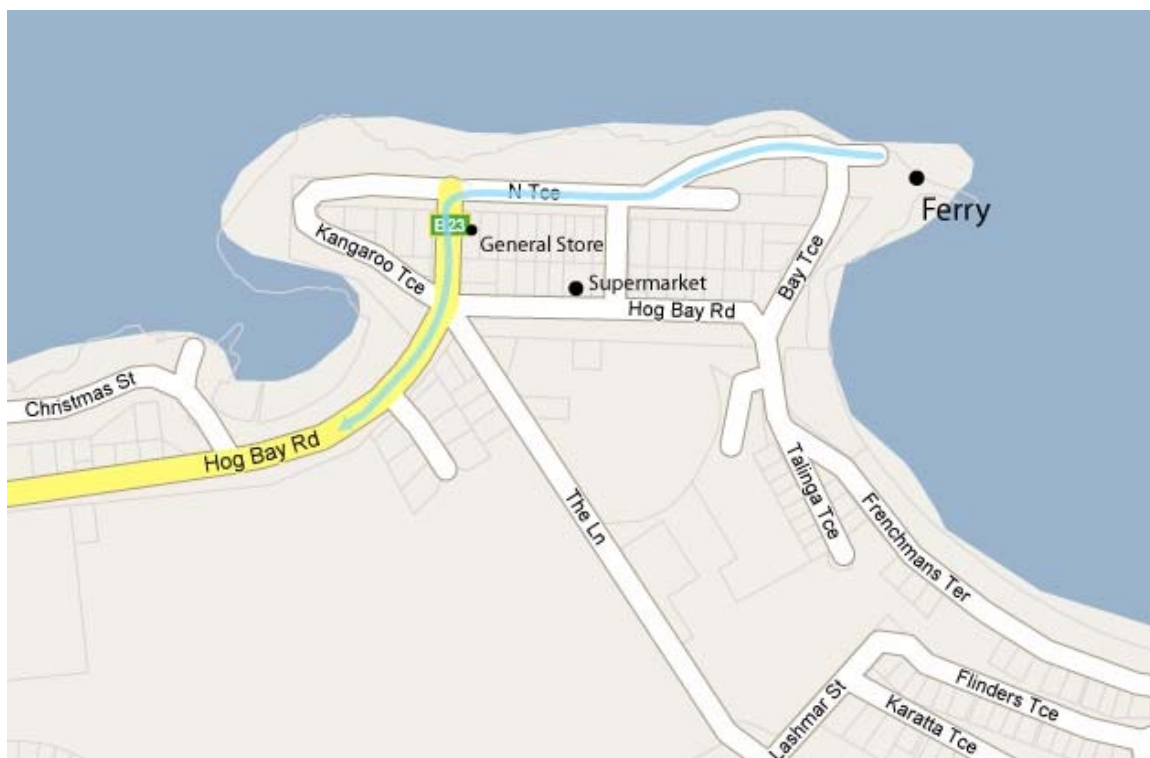 N Tce
Ferry
B23
General Store
Kangaroo Tce
Bay Tce
Supermarket
Hog Bay Rd
Christmas St
Hog Bay Rd
The Ln
Talinga Tce
Frenchmans Ter
Flinders Tce
Lashmar St
Karatta Tce